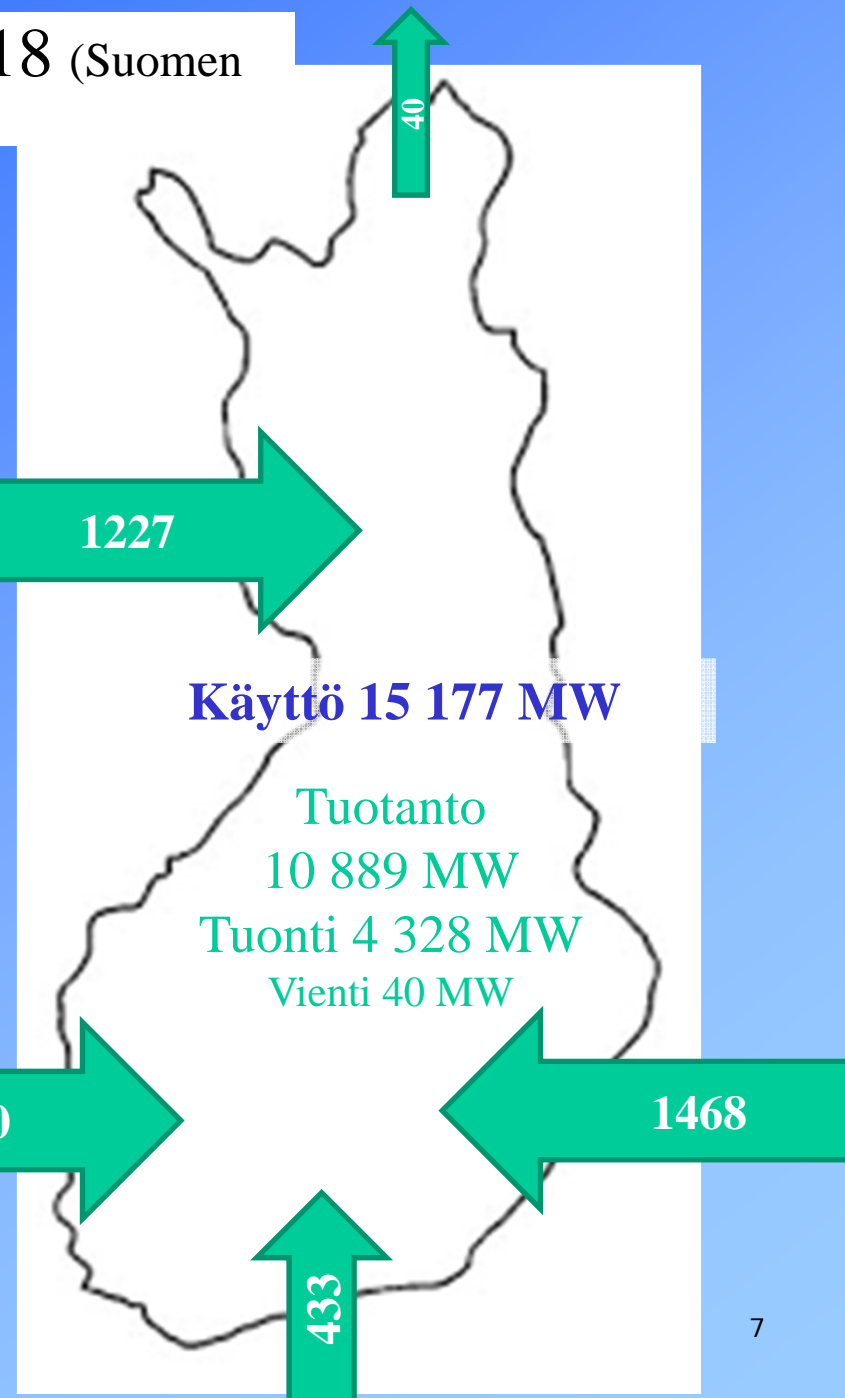 18 (Suomen
40
1227
Käyttö 15 177 MW
Tuotanto
10 889 MW
Tuonti 4 328 MW
Vienti 40 MW
1468
433
7